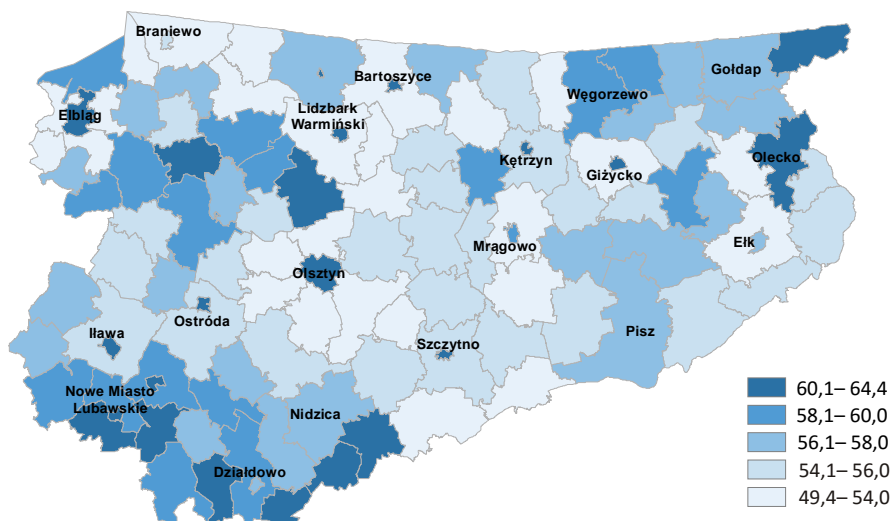 Braniewo
Bartoszyce
Gołdap
Węgorzewo
Elbląg
Lidzbark
Warmiński
Kętrzyn
Giżycko
Olecko
Mrągowo
Ełk
Olsztyn
Ostróda
Iława
Szczytno
Pisz
Nowe Miasto
Lubawskie
Nidzica
Działdowo
60,1– 64,4
58,1– 60,0
56,1– 58,0
54,1– 56,0
49,4– 54,0